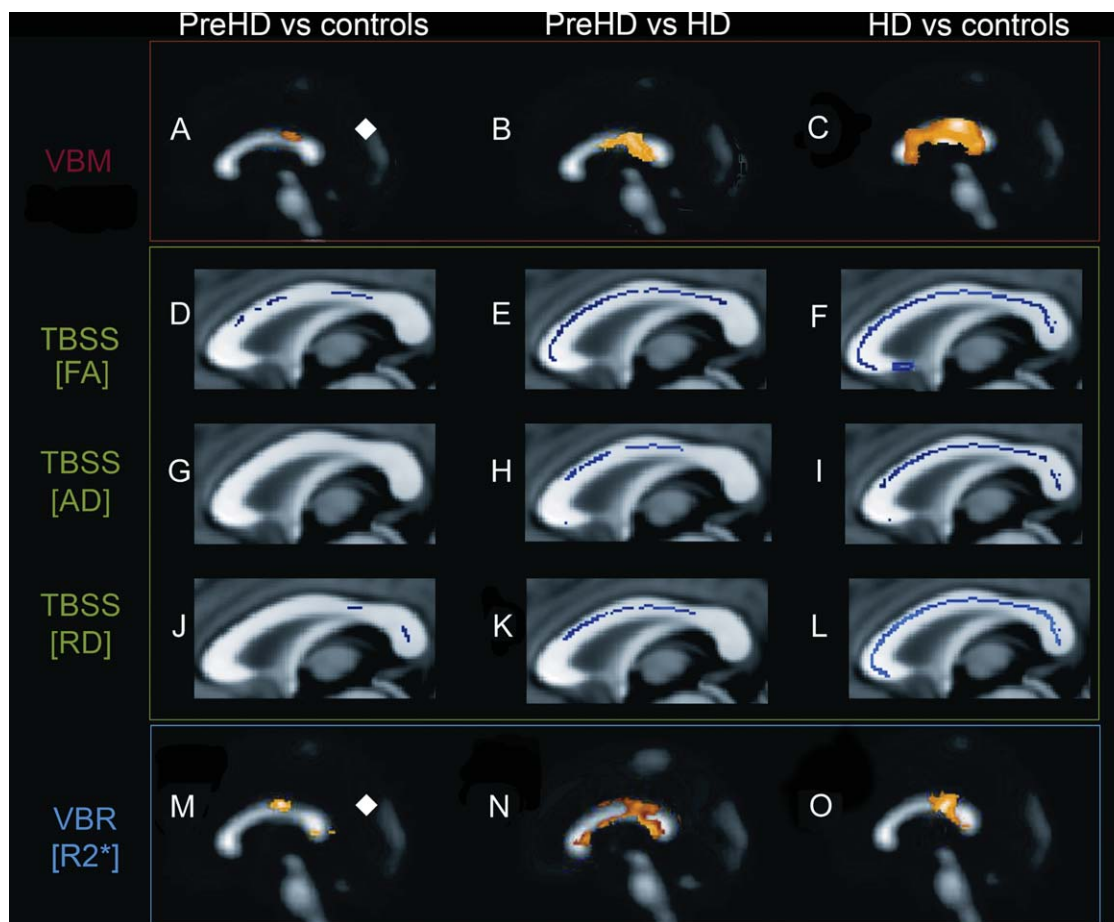 PreHD vs controls PreHD vs HD HD vs controls
VBM
A B C
TBSS
[FA]
D E F
TBSS
[AD]
G H I
TBSS
[RD]
J K L
VBR
[R2*]
M N O